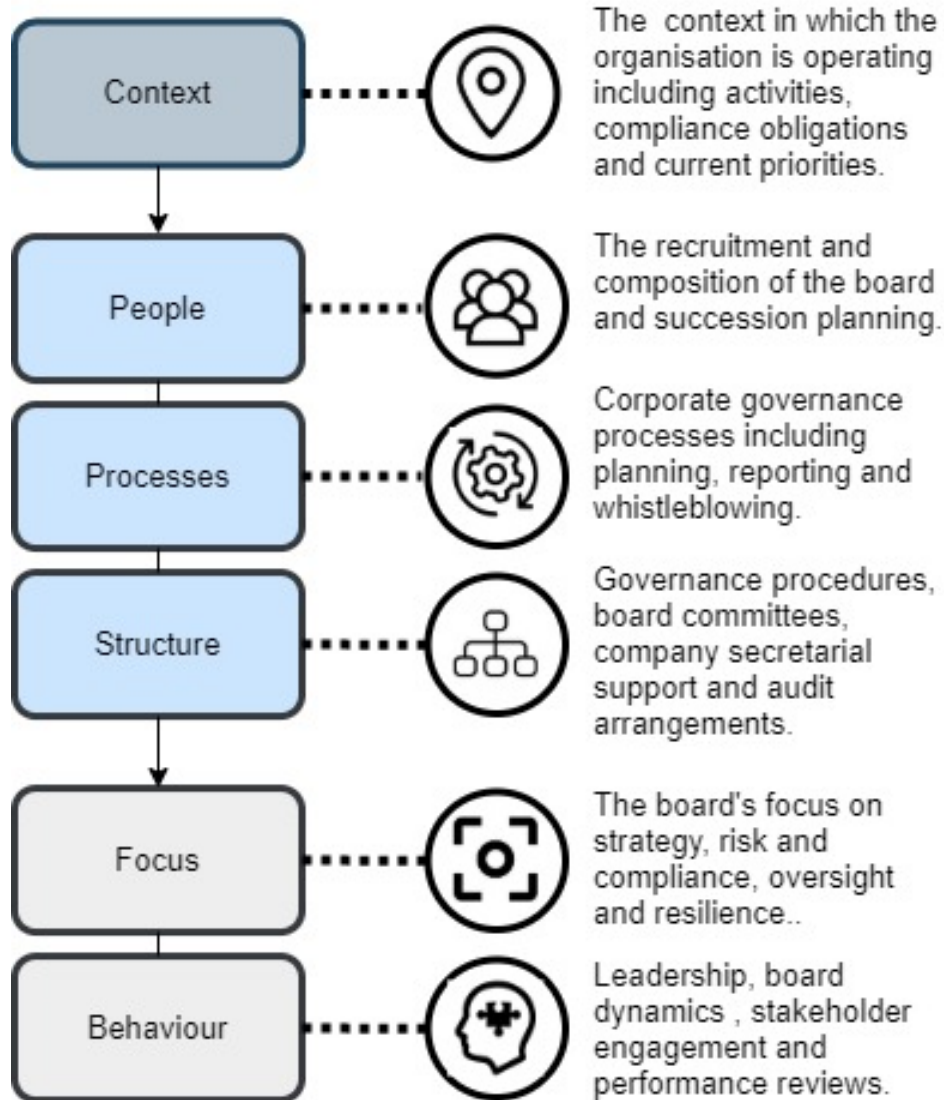 Context
The context in which the
organisation is operating
including activities,
compliance obligations
and current priorities.
People
The recruitment and
composition of the board
and succession planning.
Processes
Corporate governance
processes including
planning, reporting and
whistleblowing.
Structure
Governance procedures,
board committees,
company secretarial
support and audit
arrangements.
Focus
The board's focus on
strategy, risk and
compliance, oversight
and resilience..
Behaviour
Leadership, board
dynamics , stakeholder
engagement and
performance reviews.